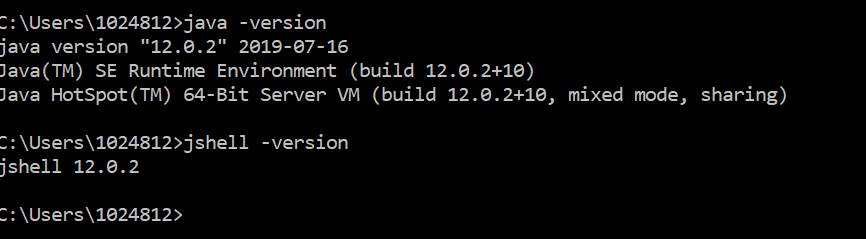 C:\Users\1024812>java -version
java version "12.0.2" 2019-07-16
Java(TM) SE Runtime Environment (build 12.0.2+10)
Java HotSpot(TM) 64-Bit Server VM (build 12.0.2+10, mixed mode, sharing)
C:\Users\1024812>jshell -version
jshell 12.0.2
C:\Users\1024812>